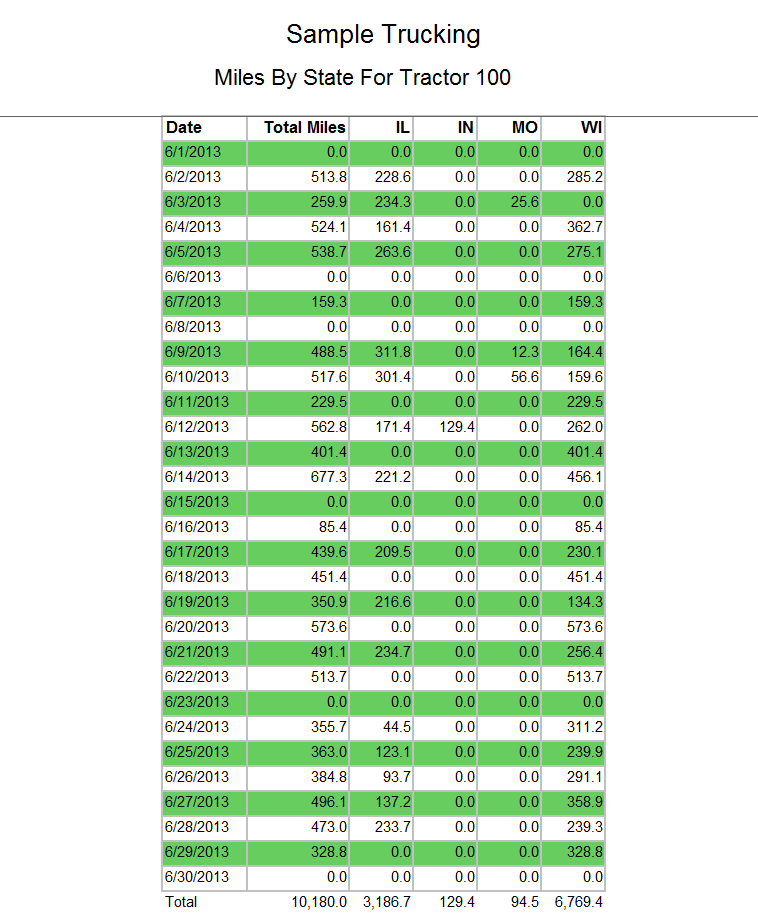 Sample Trucking
Miles By State For Tractor 100
Date Total Miles IL IN MO WI
6/1/2013 0.0 0.0 0.0 0.0 0.0
6/2/2013 513.8 228.6 0.0 0.0 285.2
6/3/2013 259.9 234.3 0.0 25.6 0.0
6/4/2013 524.1 161.4 0.0 0.0 362.7
6/5/2013 538.7 263.6 0.0 0.0 275.1
6/6/2013 0.0 0.0 0.0 0.0 0.0
6/7/2013 159.3 0.0 0.0 0.0 159.3
6/8/2013 0.0 0.0 0.0 0.0 0.0
6/9/2013 488.5 311.8 0.0 12.3 164.4
6/10/2013 517.6 301.4 0.0 56.6 159.6
6/11/2013 229.5 0.0 0.0 0.0 229.5
6/12/2013 562.8 171.4 129.4 0.0 262.0
6/13/2013 401.4 0.0 0.0 0.0 401.4
6/14/2013 677.3 221.2 0.0 0.0 456.1
6/15/2013 0.0 0.0 0.0 0.0 0.0
6/16/2013 85.4 0.0 0.0 0.0 85.4
6/17/2013 439.6 209.5 0.0 0.0 230.1
6/18/2013 451.4 0.0 0.0 0.0 451.4
6/19/2013 350.9 216.6 0.0 0.0 134.3
6/20/2013 573.6 0.0 0.0 0.0 573.6
6/21/2013 491.1 234.7 0.0 0.0 256.4
6/22/2013 513.7 0.0 0.0 0.0 513.7
6/23/2013 0.0 0.0 0.0 0.0 0.0
6/24/2013 355.7 44.5 0.0 0.0 311.2
6/25/2013 363.0 123.1 0.0 0.0 239.9
6/26/2013 384.8 93.7 0.0 0.0 291.1
6/27/2013 496.1 137.2 0.0 0.0 358.9
6/28/2013 473.0 233.7 0.0 0.0 239.3
6/29/2013 328.8 0.0 0.0 0.0 328.8
6/30/2013 0.0 0.0 0.0 0.0 0.0
Total 10,180.0 3,186.7 129.4 94.5 6,769.4